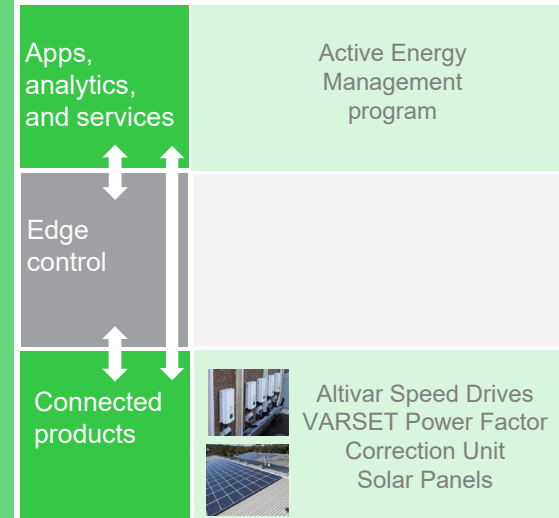 Apps,
analytics,
and services
Active Energy
Management
program
Edge
control
Connected
products
Altivar Speed Drives
VARSET Power Factor
Correction Unit
Solar Panels